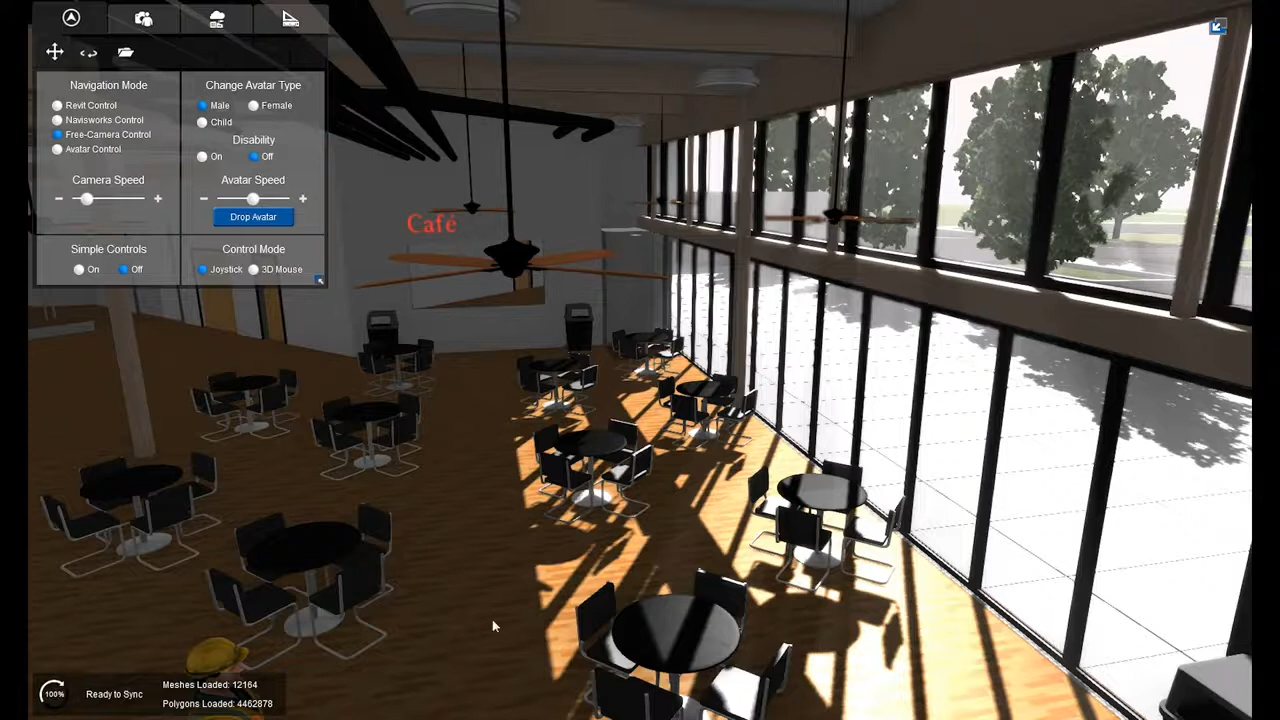 Navigation Mode
Revit Control
Navisworks Control
Free-Camera Control
Avatar Control
Change Avatar Type
Male
Female
Child
Disability
On
Off
Camera Speed
Avatar Speed
Drop Avatar
Simple Controls
On
Off
Control Mode
Joystick
3D Mouse
Café
100%
Ready to Sync
Meshes Loaded: 12164
Polygons Loaded: 4462878